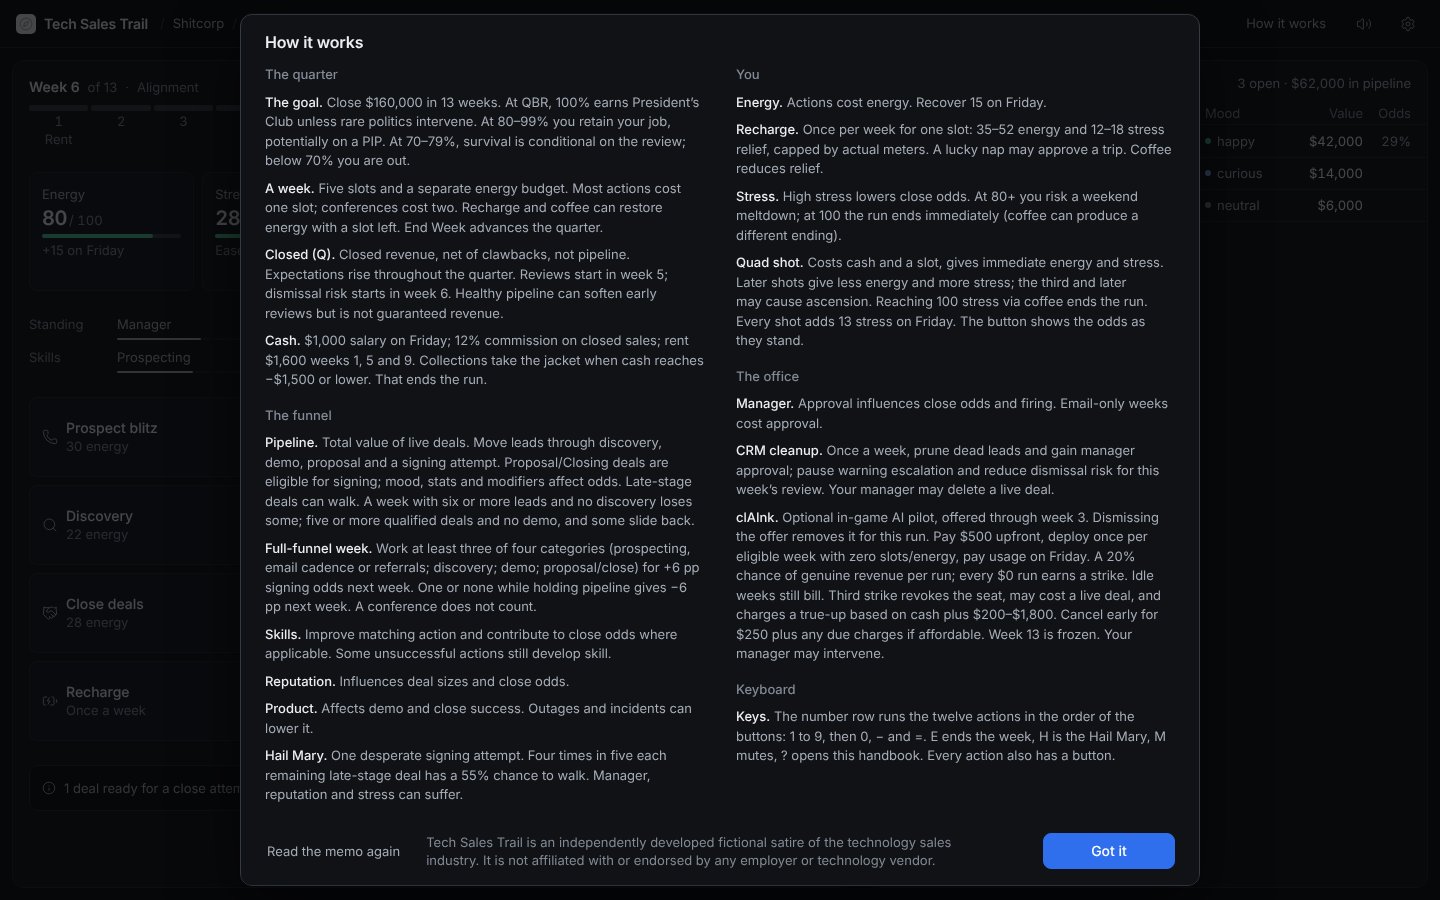 Tech Sales Trail / Shitcorp /
How it works
Week 6 of 13 · Alignment
1 2 3
Rent
Energy
80 / 100
+15 on Friday
Stre
28
Ease
Standing Manager
Skills Prospecting
Prospect blitz
30 energy
Discovery
22 energy
Close deals
28 energy
Recharge
Once a week
1 deal ready for a close attem
How it works
The quarter
The goal. Close $160,000 in 13 weeks. At QBR, 100% earns President’s
Club unless rare politics intervene. At 80–99% you retain your job,
potentially on a PIP. At 70–79%, survival is conditional on the review;
below 70% you are out.
A week. Five slots and a separate energy budget. Most actions cost
one slot; conferences cost two. Recharge and coffee can restore
energy with a slot left. End Week advances the quarter.
Closed (Q). Closed revenue, net of clawbacks, not pipeline.
Expectations rise throughout the quarter. Reviews start in week 5;
dismissal risk starts in week 6. Healthy pipeline can soften early
reviews but is not guaranteed revenue.
Cash. $1,000 salary on Friday; 12% commission on closed sales; rent
$1,600 weeks 1, 5 and 9. Collections take the jacket when cash reaches
−$1,500 or lower. That ends the run.
The funnel
Pipeline. Total value of live deals. Move leads through discovery,
demo, proposal and a signing attempt. Proposal/Closing deals are
eligible for signing; mood, stats and modifiers affect odds. Late-stage
deals can walk. A week with six or more leads and no discovery loses
some; five or more qualified deals and no demo, and some slide back.
Full-funnel week. Work at least three of four categories (prospecting,
email cadence or referrals; discovery; demo; proposal/close) for +6 pp
signing odds next week. One or none while holding pipeline gives −6
pp next week. A conference does not count.
Skills. Improve matching action and contribute to close odds where
applicable. Some unsuccessful actions still develop skill.
Reputation. Influences deal sizes and close odds.
Product. Affects demo and close success. Outages and incidents can
lower it.
Hail Mary. One desperate signing attempt. Four times in five each
remaining late-stage deal has a 55% chance to walk. Manager,
reputation and stress can suffer.
You
Energy. Actions cost energy. Recover 15 on Friday.
Recharge. Once per week for one slot: 35–52 energy and 12–18 stress
relief, capped by actual meters. A lucky nap may approve a trip. Coffee
reduces relief.
Stress. High stress lowers close odds. At 80+ you risk a weekend
meltdown; at 100 the run ends immediately (coffee can produce a
different ending).
Quad shot. Costs cash and a slot, gives immediate energy and stress.
Later shots give less energy and more stress; the third and later
may cause ascension. Reaching 100 stress via coffee ends the run.
Every shot adds 13 stress on Friday. The button shows the odds as
they stand.
The office
Manager. Approval influences close odds and firing. Email-only weeks
cost approval.
CRM cleanup. Once a week, prune dead leads and gain manager
approval; pause warning escalation and reduce dismissal risk for this
week’s review. Your manager may delete a live deal.
clAInk. Optional in-game AI pilot, offered through week 3. Dismissing
the offer removes it for this run. Pay $500 upfront, deploy once per
eligible week with zero slots/energy, pay usage on Friday. A 20%
chance of genuine revenue per run; every $0 run earns a strike. Idle
weeks still bill. Third strike revokes the seat, may cost a live deal, and
charges a true-up based on cash plus $200–$1,800. Cancel early for
$250 plus any due charges if affordable. Week 13 is frozen. Your
manager may intervene.
Keyboard
Keys. The number row runs the twelve actions in the order of the
buttons: 1 to 9, then 0, − and =. E ends the week, H is the Hail Mary, M
mutes, ? opens this handbook. Every action also has a button.
Read the memo again
Tech Sales Trail is an independently developed fictional satire of the technology sales
industry. It is not affiliated with or endorsed by any employer or technology vendor.
Got it
3 open · $62,000 in pipeline
Mood Value Odds
happy $42,000 29%
curious $14,000
neutral $6,000